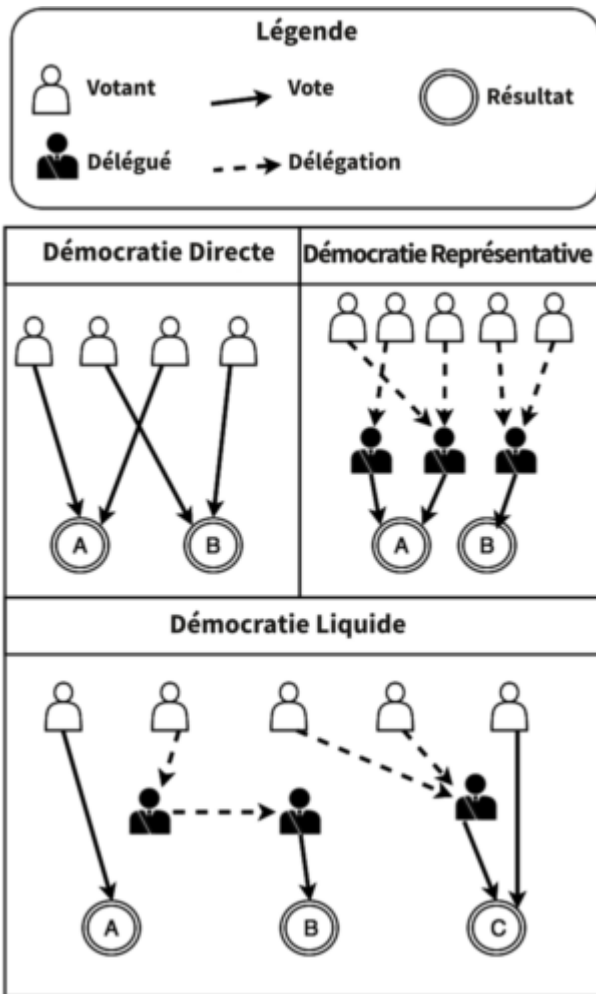 Légende
Votant Vote Résultat
Délégué Délégation
Démocratie Directe Démocratie Représentative
A B A B
Démocratie Liquide
A B C